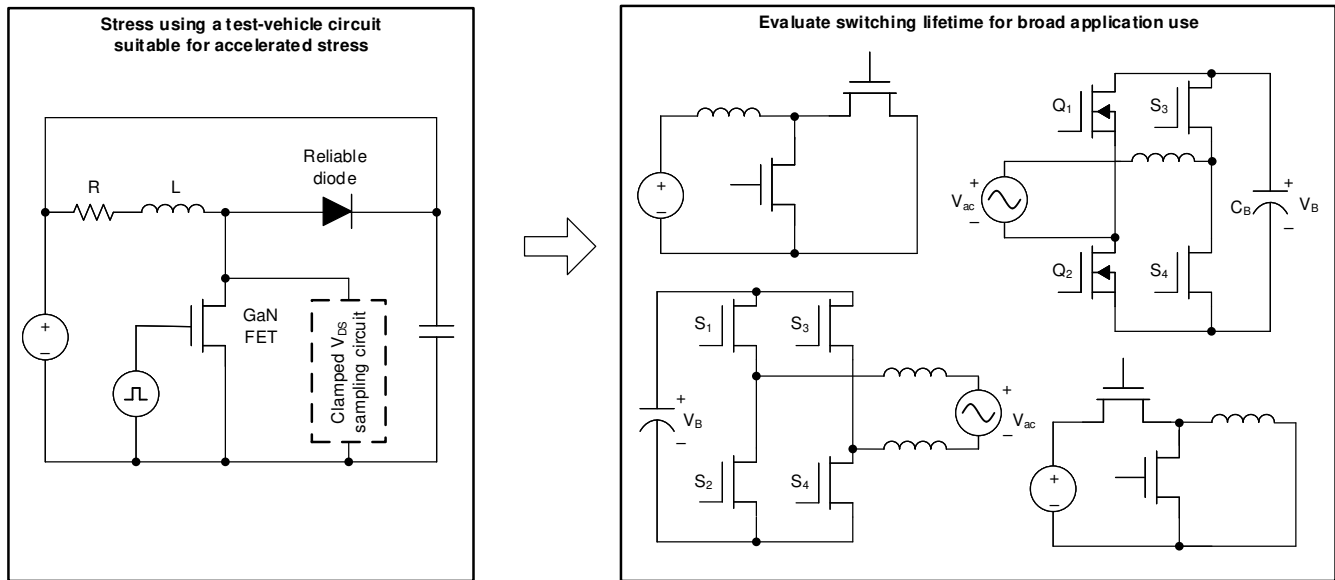 Stress using a test-vehicle circuit
suitable for accelerated stress
Reliable
diode
R
L
+
−
GaN
FET
Clamped VDS
sampling circuit
Evaluate switching lifetime for broad application use
+
−
Q1
S3
Vac
+
−
CB
+
VB
−
Q2
S4
S1
S3
+
VB
−
+
Vac
−
S2
S4
+
−